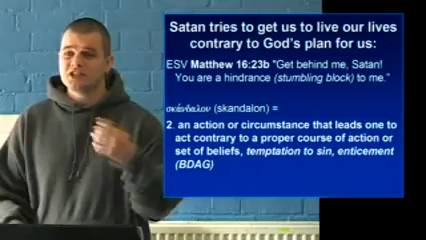 Satan tries to get us to live our lives
contrary to God's plan for us:
ESV Matthew 16:23b "Get behind me, Satan!
You are a hindrance (stumbling block) to me."
σκάνδαλον (skandalon) =
2. an action or circumstance that leads one to
act contrary to a proper course of action or
set of beliefs, temptation to sin, enticement
(BDAG)